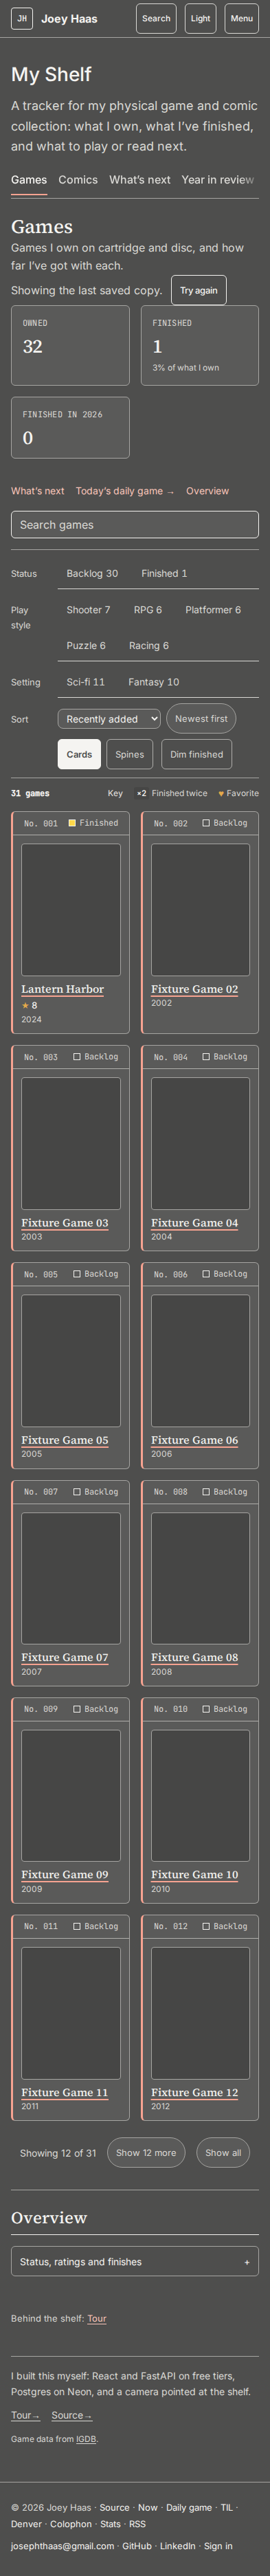 JH Joey Haas Search Light Menu
My Shelf
A tracker for my physical game and comic
collection: what I own, what I’ve finished,
and what to play or read next.
Games Comics What’s next Year in review
Games
Games I own on cartridge and disc, and how
far I’ve got with each.
Showing the last saved copy. Try again
OWNED FINISHED
32 1
3% of what I own
FINISHED IN 2026
0
What’s next Today’s daily game → Overview
Search games
Status Backlog 30 Finished 1
Play style Shooter 7 RPG 6 Platformer 6
Puzzle 6 Racing 6
Setting Sci-fi 11 Fantasy 10
Sort Recently added Newest first
Cards Spines Dim finished
31 games Key ×2 Finished twice ♥ Favorite
No. 001 Finished No. 002 Backlog
Lantern Harbor Fixture Game 02
★ 8 2002
2024
No. 003 Backlog No. 004 Backlog
Fixture Game 03 Fixture Game 04
2003 2004
No. 005 Backlog No. 006 Backlog
Fixture Game 05 Fixture Game 06
2005 2006
No. 007 Backlog No. 008 Backlog
Fixture Game 07 Fixture Game 08
2007 2008
No. 009 Backlog No. 010 Backlog
Fixture Game 09 Fixture Game 10
2009 2010
No. 011 Backlog No. 012 Backlog
Fixture Game 11 Fixture Game 12
2011 2012
Showing 12 of 31 Show 12 more Show all
Overview
Status, ratings and finishes +
Behind the shelf: Tour
I built this myself: React and FastAPI on free tiers,
Postgres on Neon, and a camera pointed at the shelf.
Tour→ Source→
Game data from IGDB.
© 2026 Joey Haas · Source · Now · Daily game · TIL ·
Denver · Colophon · Stats · RSS
josephthaas@gmail.com · GitHub · LinkedIn · Sign in